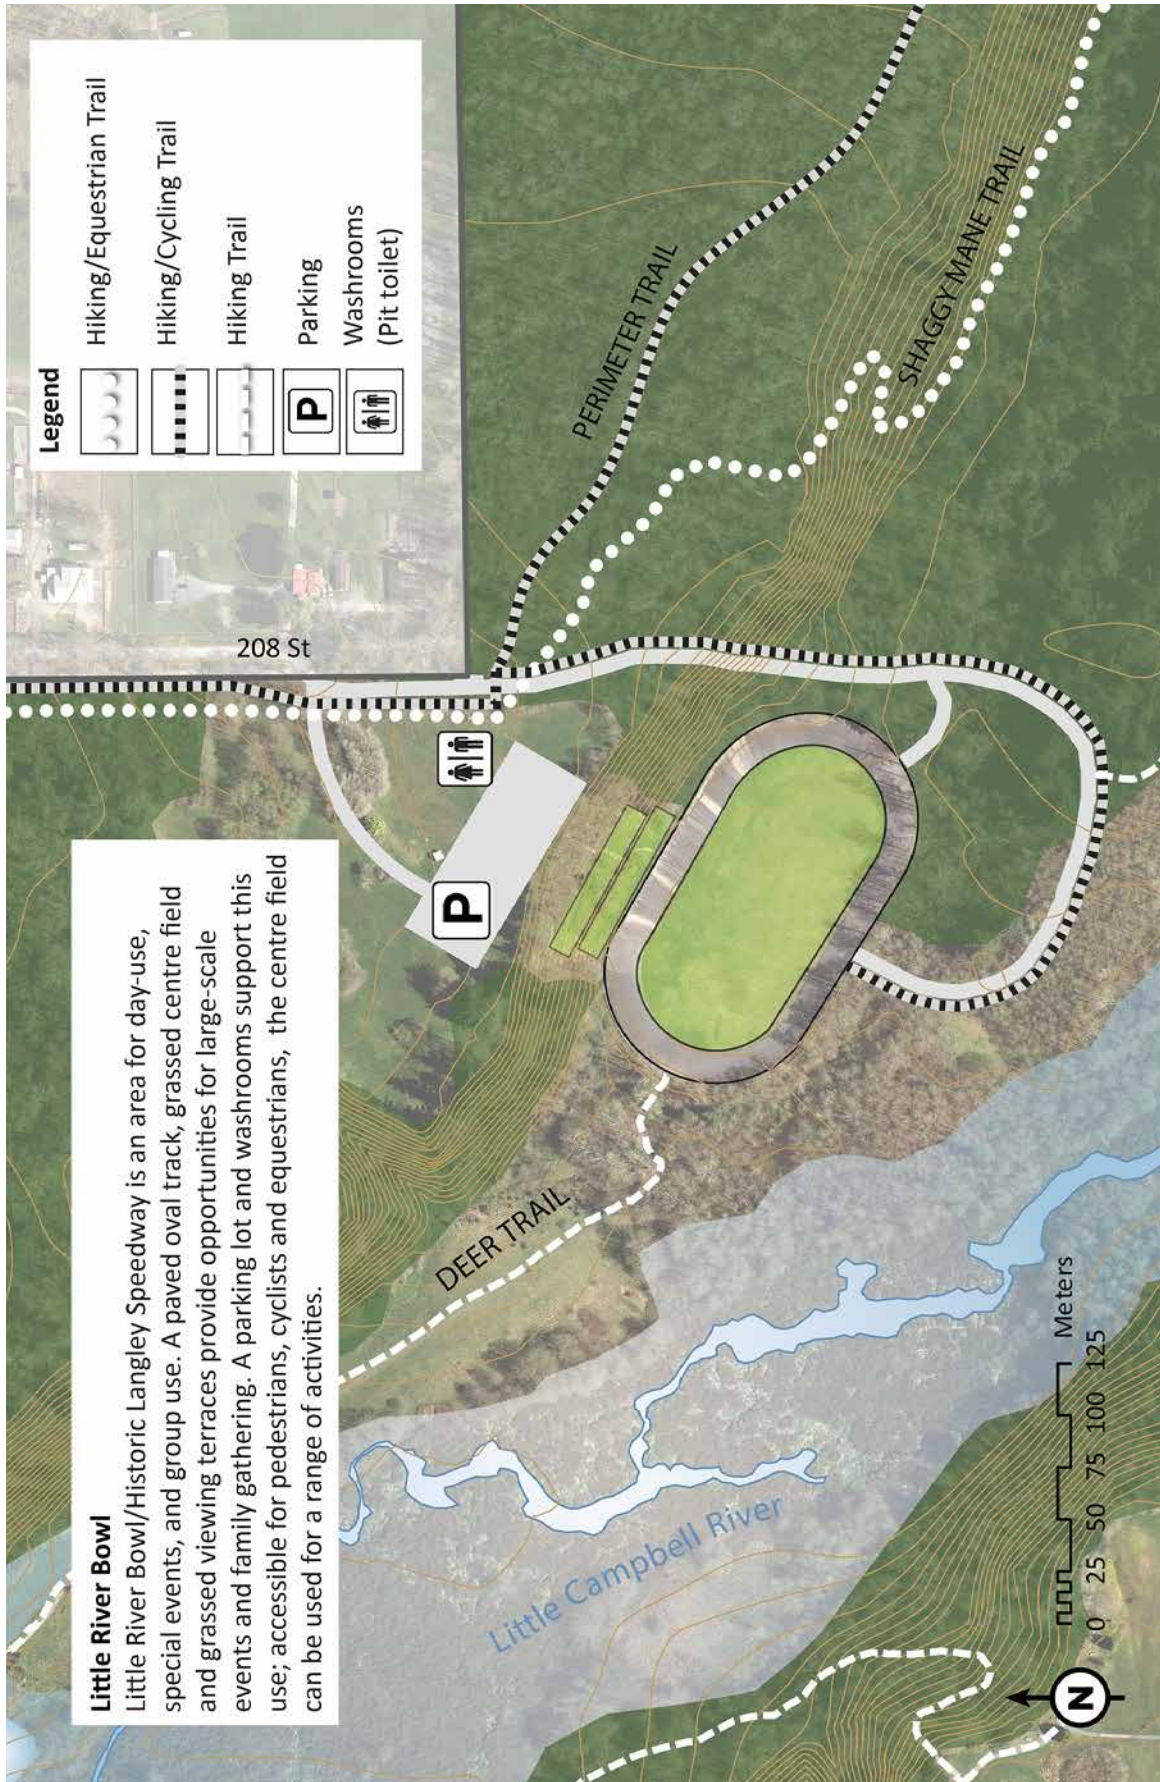 Little River Bowl
Little River Bowl/Historic Langley Speedway is an area for day-use,
special events, and group use. A paved oval track, grassed centre field
and grassed viewing terraces provide opportunities for large-scale
events and family gathering. A parking lot and washrooms support this
use; accessible for pedestrians, cyclists and equestrians, the centre field
can be used for a range of activities.
Legend
Hiking/Equestrian Trail
Hiking/Cycling Trail
Hiking Trail
P
Parking
Washrooms
(Pit toilet)
208 St
P
PERIMETER TRAIL
SHAGGY MANE TRAIL
DEER TRAIL
Little Campbell River
N
0 25 50 75 100 125
Meters